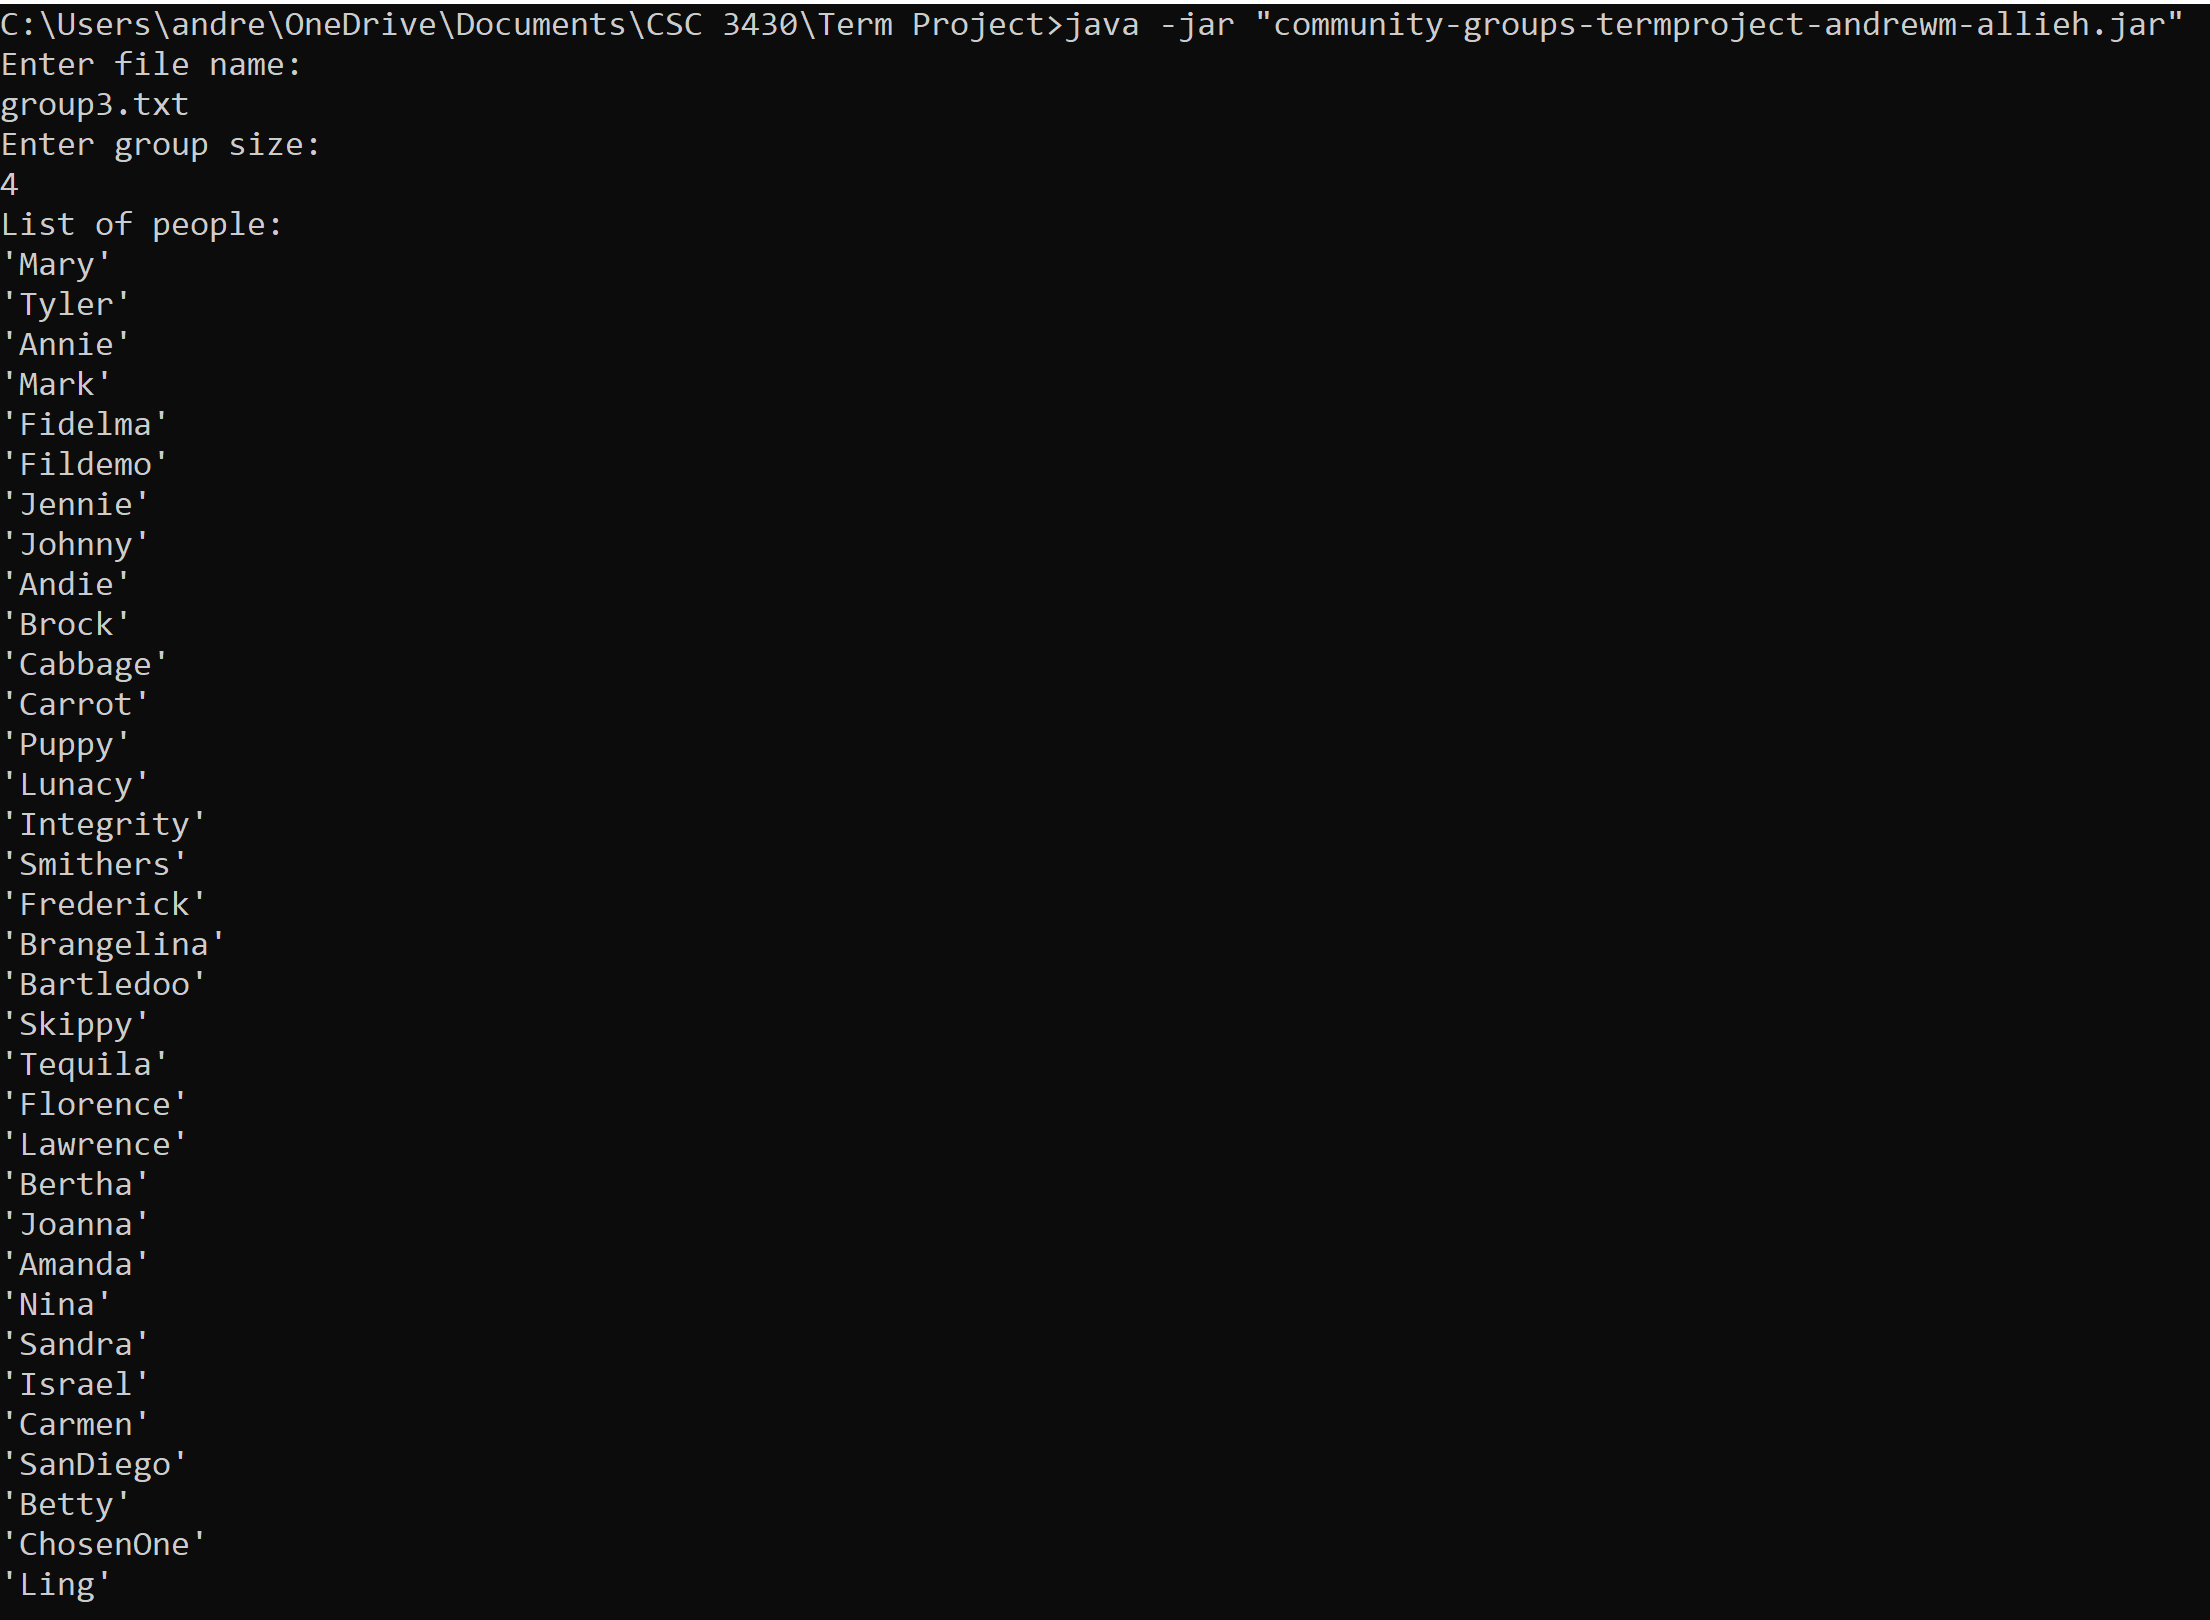 C:\Users\andre\OneDrive\Documents\CSC 3430\Term Project>java -jar "community-groups-termproject-andrewm-allieh.jar"
Enter file name:
group3.txt
Enter group size:
4
List of people:
'Mary'
'Tyler'
'Annie'
'Mark'
'Fidelma'
'Fildemo'
'Jennie'
'Johnny'
'Andie'
'Brock'
'Cabbage'
'Carrot'
'Puppy'
'Lunacy'
'Integrity'
'Smithers'
'Frederick'
'Brangelina'
'Bartledoo'
'Skippy'
'Tequila'
'Florence'
'Lawrence'
'Bertha'
'Joanna'
'Amanda'
'Nina'
'Sandra'
'Israel'
'Carmen'
'SanDiego'
'Betty'
'ChosenOne'
'Ling'